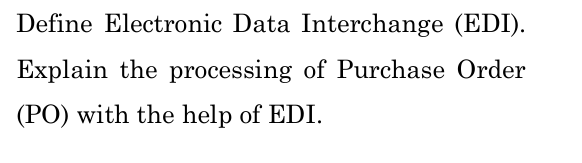 Define Electronic Data Interchange (EDI).
Explain the processing of Purchase Order
(PO) with the help of EDI.